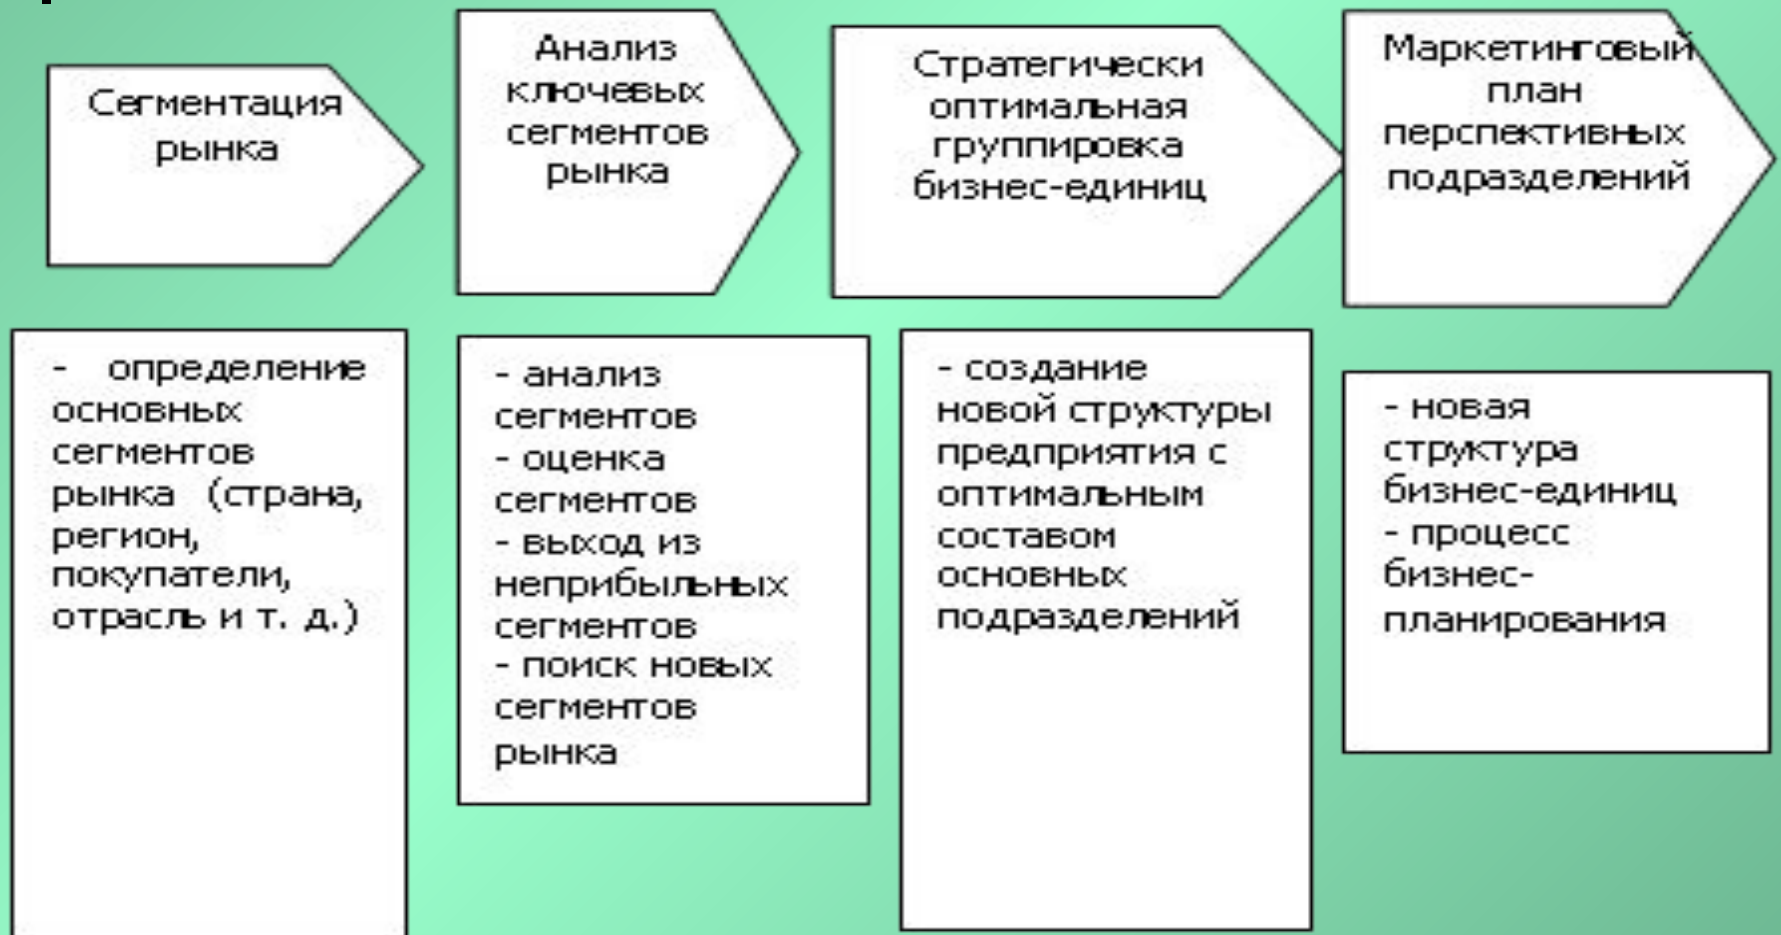 Сегментация
рынка
Анализ
ключевых
сегментов
рынка
Стратегически
оптимальная
группировка
бизнес-единиц
Маркетинговый
план
перспективных
подразделений
- определение
основных
сегментов
рынка (страна,
регион,
покупатели,
отрасль и т. д.)
- анализ
сегментов
- оценка
сегментов
- выход из
неприбыльных
сегментов
- поиск новых
сегментов
рынка
- создание
новой структуры
предприятия с
оптимальным
составом
основных
подразделений
- новая
структура
бизнес-единиц
- процесс
бизнес-
планирования